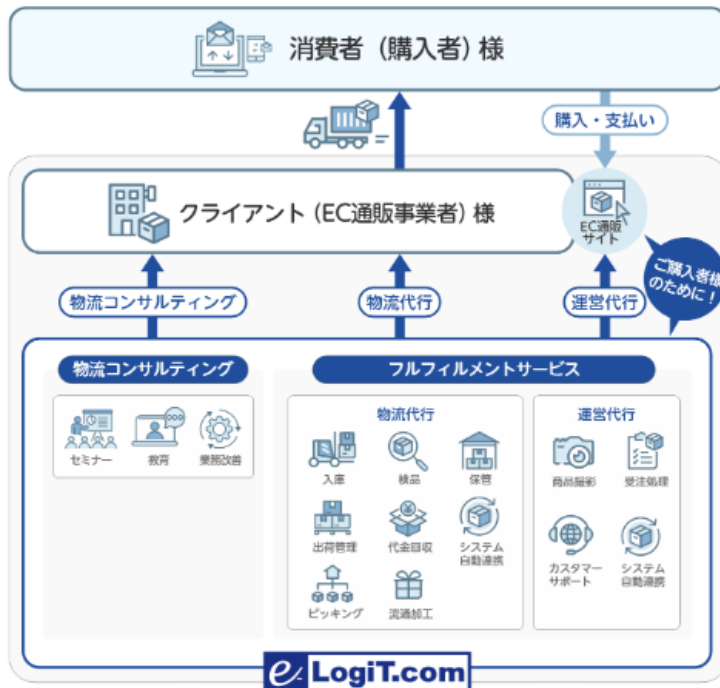 消費者（購入者）様
購入・支払い
クライアント（EC通販事業者）様
EC通販
サイト
ご購入者様
のために！
物流コンサルティング
物流代行
運営代行
物流コンサルティング
フルフィルメントサービス
セミナー
教育
業務改善
物流代行
入庫
検品
保管
出荷管理
代金回収
システム
自動連携
ピッキング
流通加工
運営代行
商品撮影
受注処理
カスタマー
サポート
システム
自動連携
e-LogiT.com